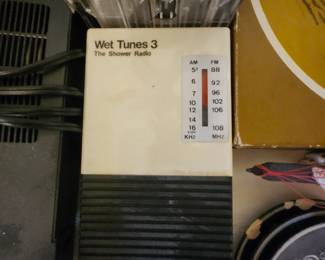 Wet Tunes 3
The Shower Radio
AM FM
5³ 88
6 92
7 96
10 102
12 106
14
16 108
KHz MHz